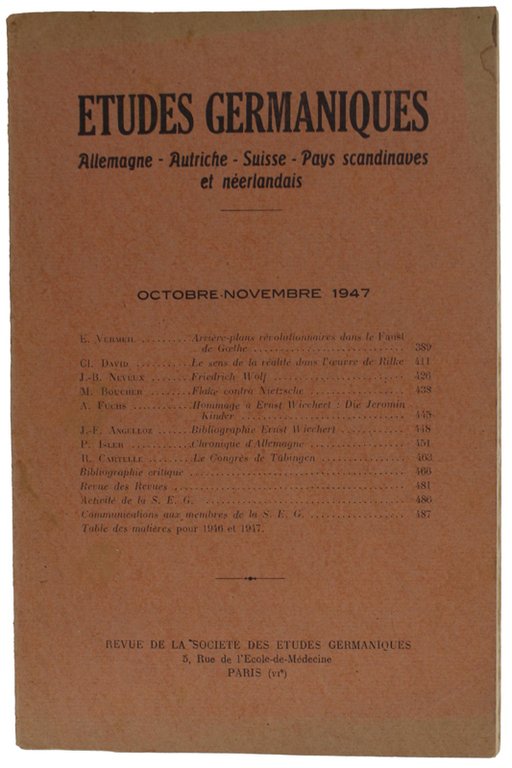 ETUDES GERMANIQUES
Allemagne - Autriche - Suisse - Pays scandinaves
et néerlandais
OCTOBRE-NOVEMBRE 1947
E. VERMEIL .......... Arrière-plans révolutionnaires dans le Faust
de Gœthe .......... 389
Cl. DAVID .......... Le sens de la réalité dans l'œuvre de Rilke 411
J.-B. NEVEUX .......... Friedrich Wolf .......... 426
M. BOUCHER .......... Flake contra Nietzsche .......... 438
A. FUCHS .......... Hommage à Ernst Wiechert : Die Jeromin
Kinder .......... 445
J.-F. ANGELLOZ .......... Bibliographie Ernst Wiechert .......... 448
P. ISLER .......... Chronique d'Allemagne .......... 451
R. CARTELLE .......... Le Congrès de Tübingen .......... 463
Bibliographie critique .......... 466
Revue des Revues .......... 481
Activité de la S. E. G. .......... 486
Communications aux membres de la S. E. G. .......... 487
Table des matières pour 1946 et 1947.
REVUE DE LA SOCIETÉ DES ETUDES GERMANIQUES
5, Rue de l'Ecole-de-Médecine
PARIS (VIe)